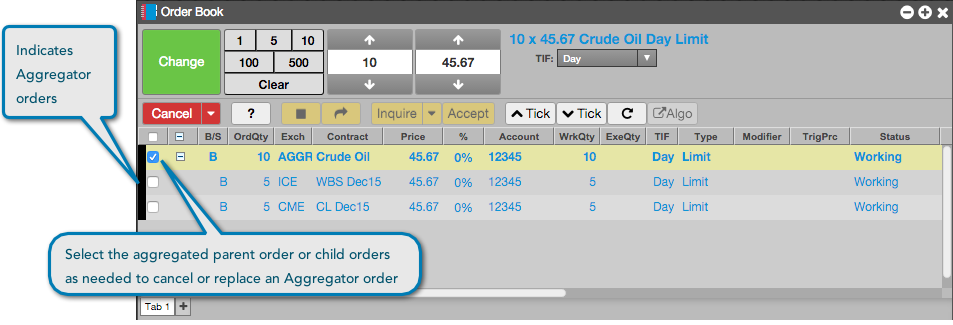 Order Book
Indicates
Aggregator
orders
Change
1 5 10
100 500
Clear
10
45.67
10 x 45.67 Crude Oil Day Limit
TIF: Day
Cancel ? Inquire Accept Tick Tick Algo
B/S OrdQty Exch Contract Price % Account WrkQty ExeQty TIF Type Modifier TrigPrc Status
B 10 AGGR Crude Oil 45.67 0% 12345 10 Day Limit Working
B 5 ICE WBS Dec15 45.67 0% 12345 5 Day Limit Working
B 5 CME CL Dec15 45.67 0% 12345 5 Day Limit Working
Select the aggregated parent order or child orders
as needed to cancel or replace an Aggregator order
Tab 1 +